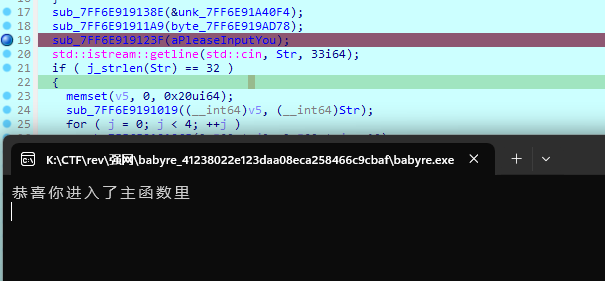 17 sub_7FF6E919138E(&unk_7FF6E91A40F4);
18 sub_7FF6E91911A9(byte_7FF6E919AD78);
19 sub_7FF6E919123F(aPleaseInputYou);
20 std::istream::getline(std::cin, Str, 33i64);
21 if ( j_strlen(Str) == 32 )
22 {
23 memset(v5, 0, 0x20ui64);
24 sub_7FF6E9191019((__int64)v5, (__int64)Str);
25 for ( j = 0; j < 4; ++j )
K:\CTF\rev\强网\babyre_41238022e123daa08eca258466c9cbaf\babyre.exe
恭喜你进入了主函数里